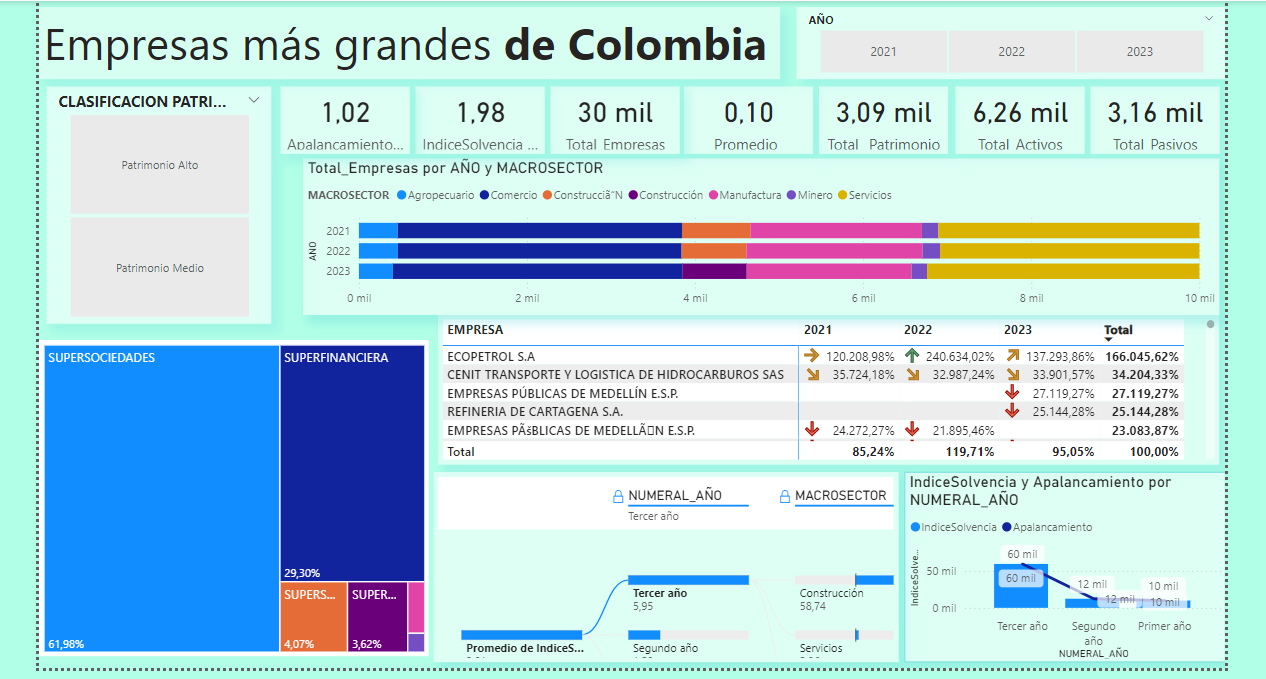 Empresas más grandes de Colombia
AÑO
2021 2022 2023
CLASIFICACION PATRI...
Patrimonio Alto
Patrimonio Medio
1,02
Apalancamiento...
1,98
IndiceSolvencia ...
30 mil
Total_Empresas
0,10
Promedio
3,09 mil
Total_Patrimonio
6,26 mil
Total_Activos
3,16 mil
Total_Pasivos
Total_Empresas por AÑO y MACROSECTOR
MACROSECTOR Agropecuario Comercio Construcciã“N Construcción Manufactura Minero Servicios
AÑO
2021
2022
2023
0 mil 2 mil 4 mil 6 mil 8 mil 10 mil
EMPRESA 2021 2022 2023 Total
ECOPETROL S.A 120.208,98% 240.634,02% 137.293,86% 166.045,62%
CENIT TRANSPORTE Y LOGISTICA DE HIDROCARBUROS SAS 35.724,18% 32.987,24% 33.901,57% 34.204,33%
EMPRESAS PÚBLICAS DE MEDELLÍN E.S.P. 27.119,27% 27.119,27%
REFINERIA DE CARTAGENA S.A. 25.144,28% 25.144,28%
EMPRESAS PÃšBLICAS DE MEDELLÃ\u008dN E.S.P. 24.272,27% 21.895,46% 23.083,87%
Total 85,24% 119,71% 95,05% 100,00%
SUPERSOCIEDADES
61,98%
SUPERFINANCIERA
29,30%
SUPERS...
4,07%
SUPER...
3,62%
NUMERAL_AÑO
Tercer año
MACROSECTOR
Promedio de IndiceS...
Tercer año
5,95
Segundo año
Construcción
58,74
Servicios
IndiceSolvencia y Apalancamiento por
NUMERAL_AÑO
IndiceSolvencia Apalancamiento
IndiceSolve...
50 mil
0 mil
60 mil
60 mil
12 mil
12 mil
10 mil
10 mil
Tercer año
Segundo
año
Primer año
NUMERAL_AÑO